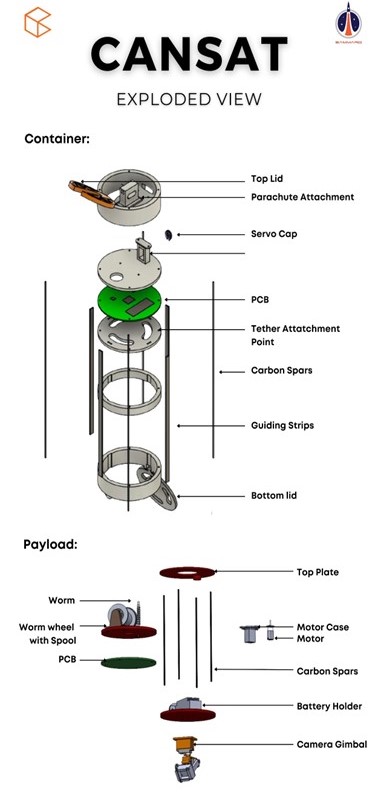 CANSAT
EXPLODED VIEW
Container:
Top Lid
Parachute Attachment
Servo Cap
PCB
Tether Attatchment
Point
Carbon Spars
Guiding Strips
Bottom lid
Payload:
Top Plate
Worm
Worm wheel
with Spool
PCB
Motor Case
Motor
Carbon Spars
Battery Holder
Camera Gimbal